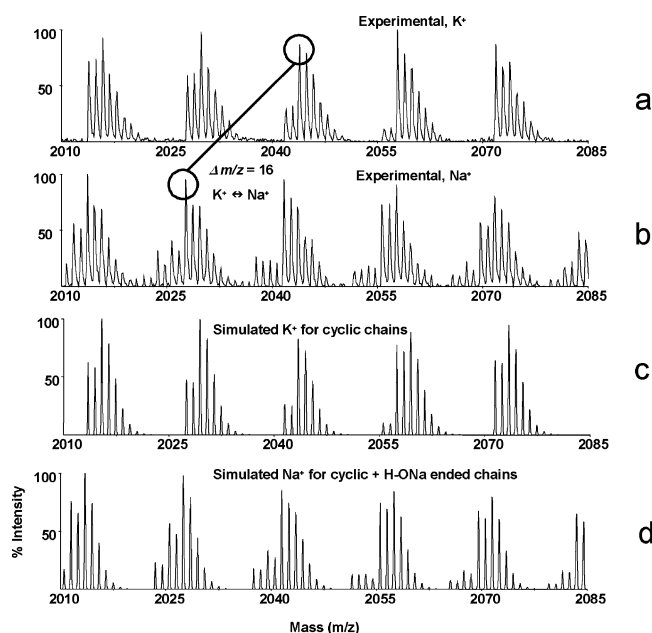 Experimental, K⁺
100
50
2010 2025 2040 2055 2070 2085
a
Δ m/z = 16
K⁺ ⇔ Na⁺
Experimental, Na⁺
100
50
2010 2025 2040 2055 2070 2085
b
Simulated K⁺ for cyclic chains
100
50
2010 2025 2040 2055 2070 2085
c
Simulated Na⁺ for cyclic + H-ONa ended chains
100
50
% Intensity
2010 2025 2040 2055 2070 2085
d
Mass (m/z)